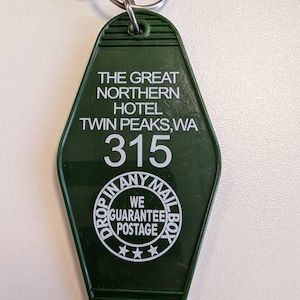 THE GREAT
NORTHERN
HOTEL
TWIN PEAKS,WA
315
DROP IN ANY MAIL BOX
WE
GUARANTEE
POSTAGE